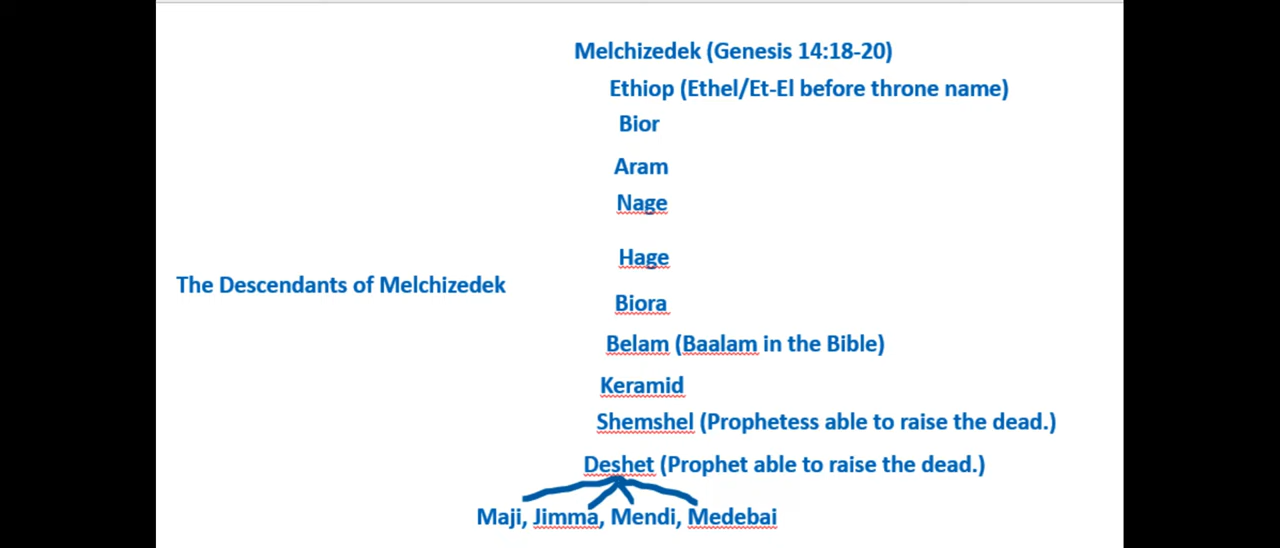 Melchizedek (Genesis 14:18-20)
Ethiop (Ethel/Et-El before throne name)
Bior
Aram
Nage
Hage
The Descendants of Melchizedek
Biora
Belam (Baalam in the Bible)
Keramid
Shemshel (Prophetess able to raise the dead.)
Deshet (Prophet able to raise the dead.)
Maji, Jimma, Mendi, Medebai